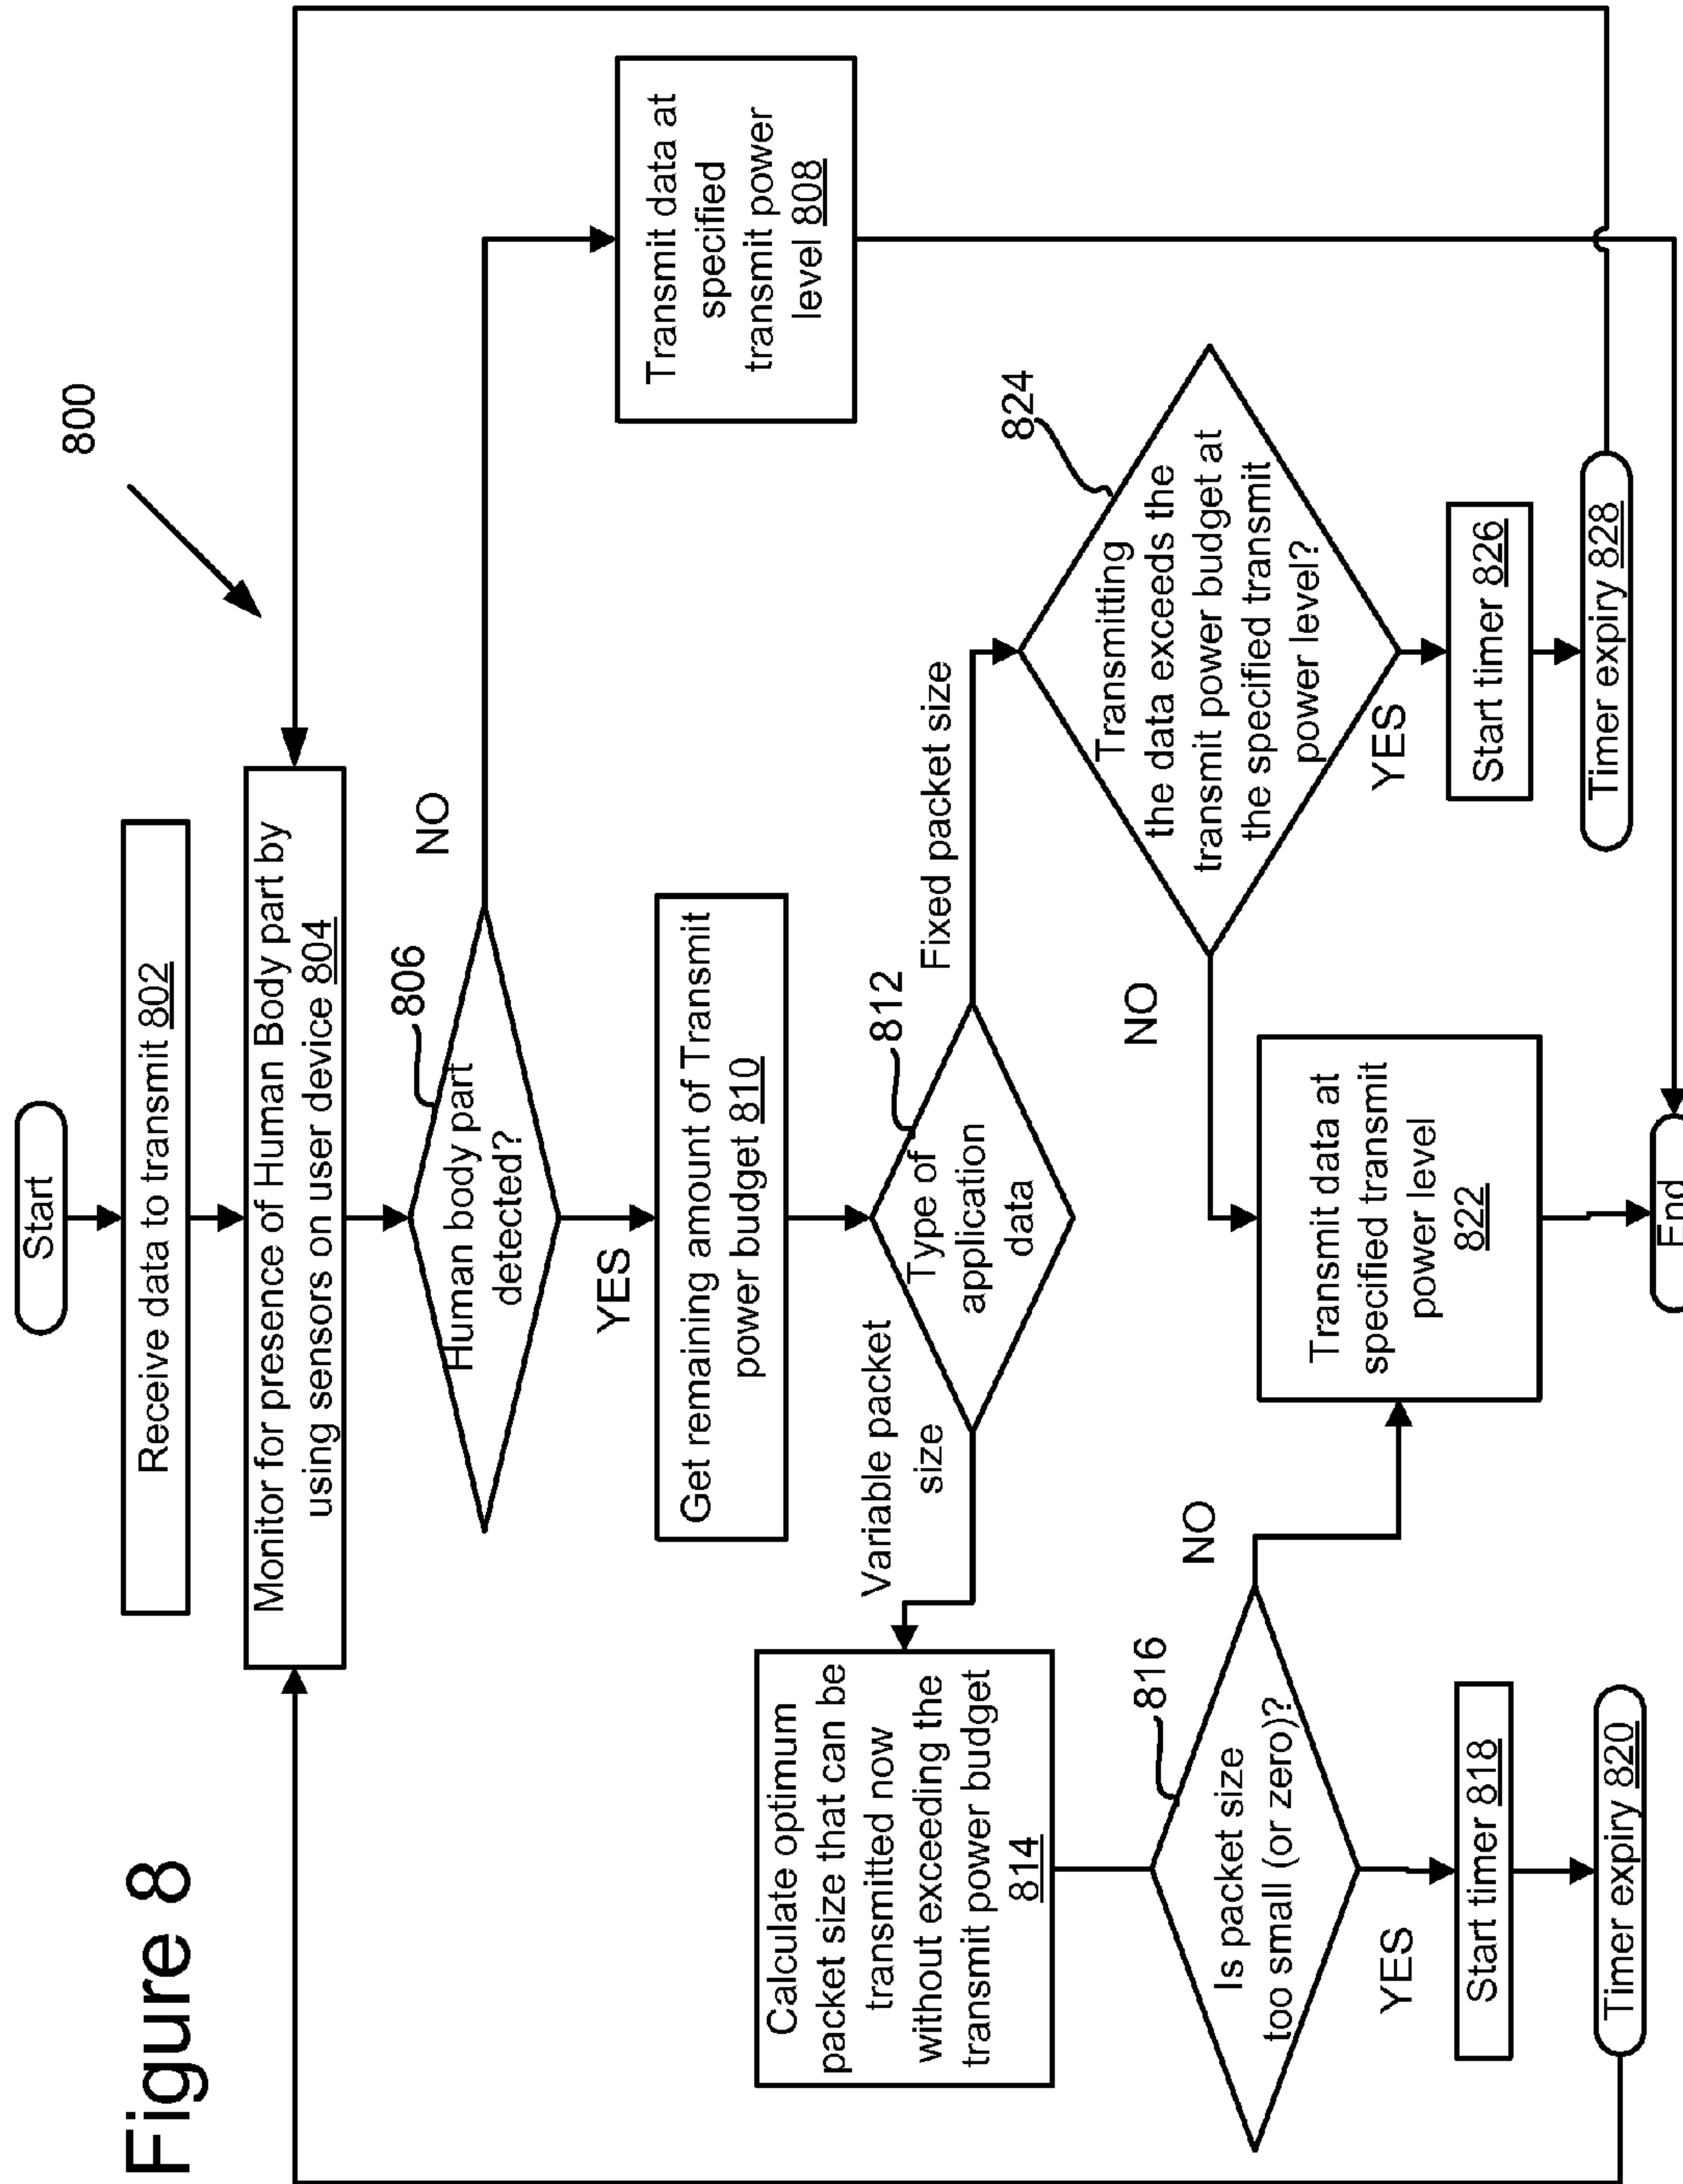 Figure 8
800
Start
Receive data to transmit 802
Monitor for presence of Human Body part by
using sensors on user device 804
806
Human body part
detected?
NO
YES
Transmit data at
specified
transmit power
level 808
Get remaining amount of Transmit
power budget 810
812
Type of
application
data
Variable packet
size
Fixed packet size
Calculate optimum
packet size that can be
transmitted now
without exceeding the
transmit power budget
814
816
Is packet size
too small (or zero)?
NO
YES
Start timer 818
Timer expiry 820
Transmit data at
specified transmit
power level
822
824
Transmitting
the data exceeds the
transmit power budget at
the specified transmit
power level?
NO
YES
Start timer 826
Timer expiry 828
End